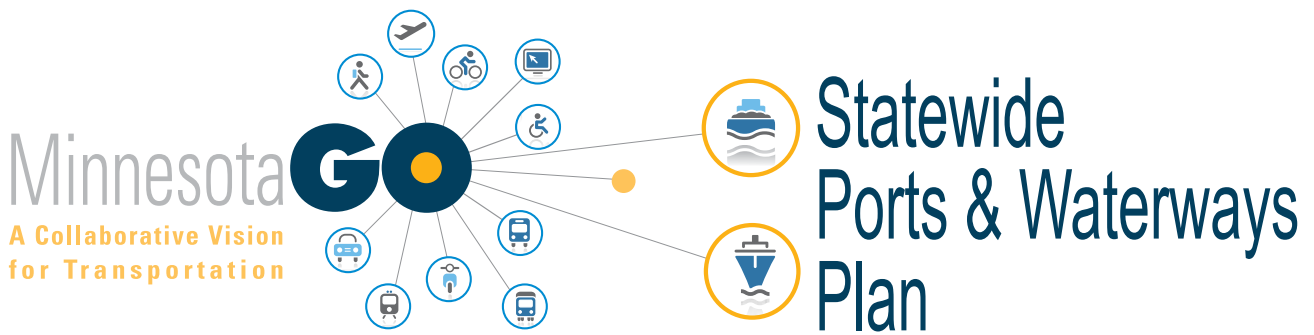 Minnesota GO
A Collaborative Vision
for Transportation
Statewide
Ports & Waterways
Plan